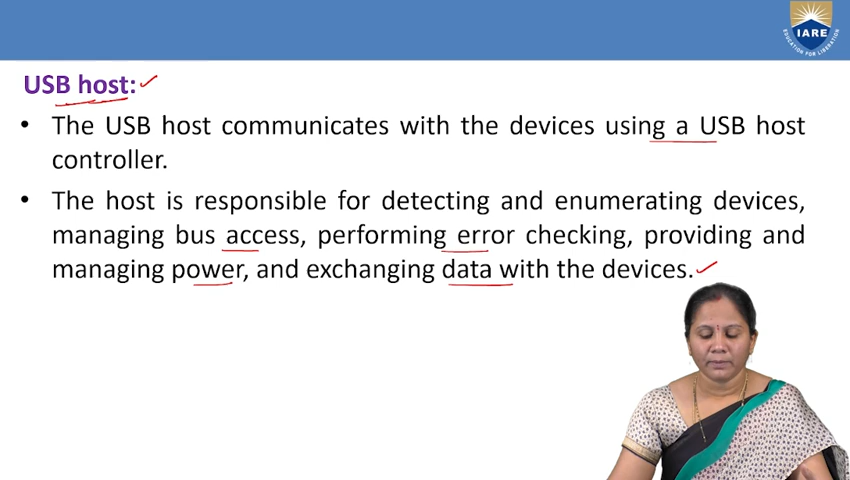 IARE
EDUCATION FOR LIBERATION
USB host:
• The USB host communicates with the devices using a USB host
controller.
• The host is responsible for detecting and enumerating devices,
managing bus access, performing error checking, providing and
managing power, and exchanging data with the devices.